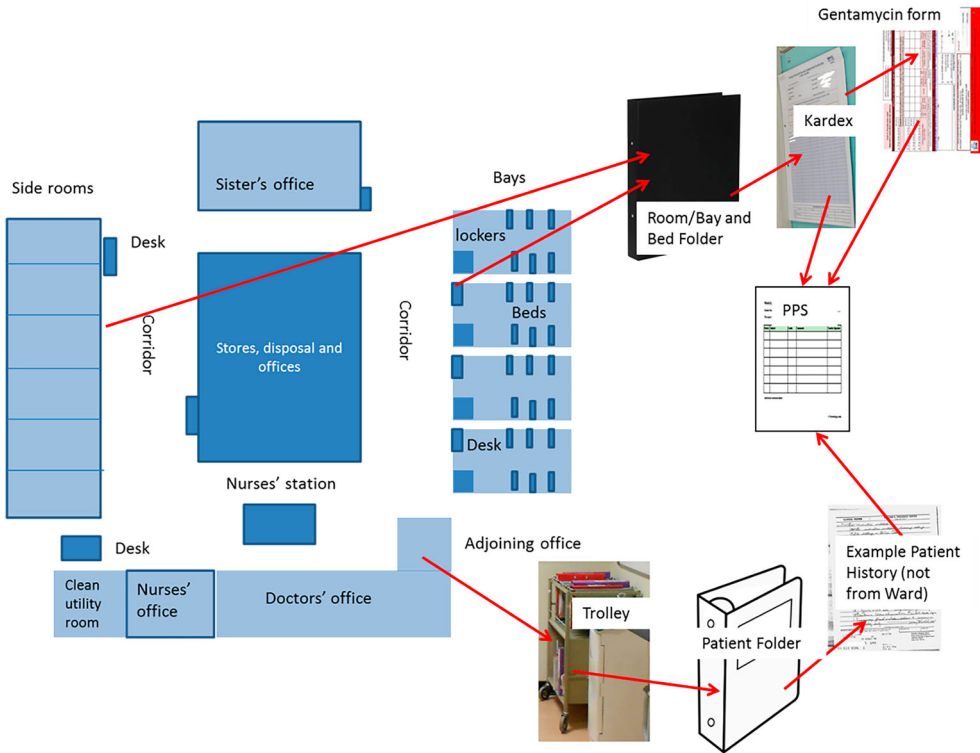 Gentamycin form
Kardex
Side rooms
Sister's office
Bays
Room/Bay and
Bed Folder
Desk
lockers
Corridor
Corridor
Beds
Stores, disposal and
offices
PPS
Desk
Nurses' station
Desk
Adjoining office
Clean
utility
room
Nurses'
office
Doctors' office
Trolley
Patient Folder
Example Patient
History (not
from Ward)